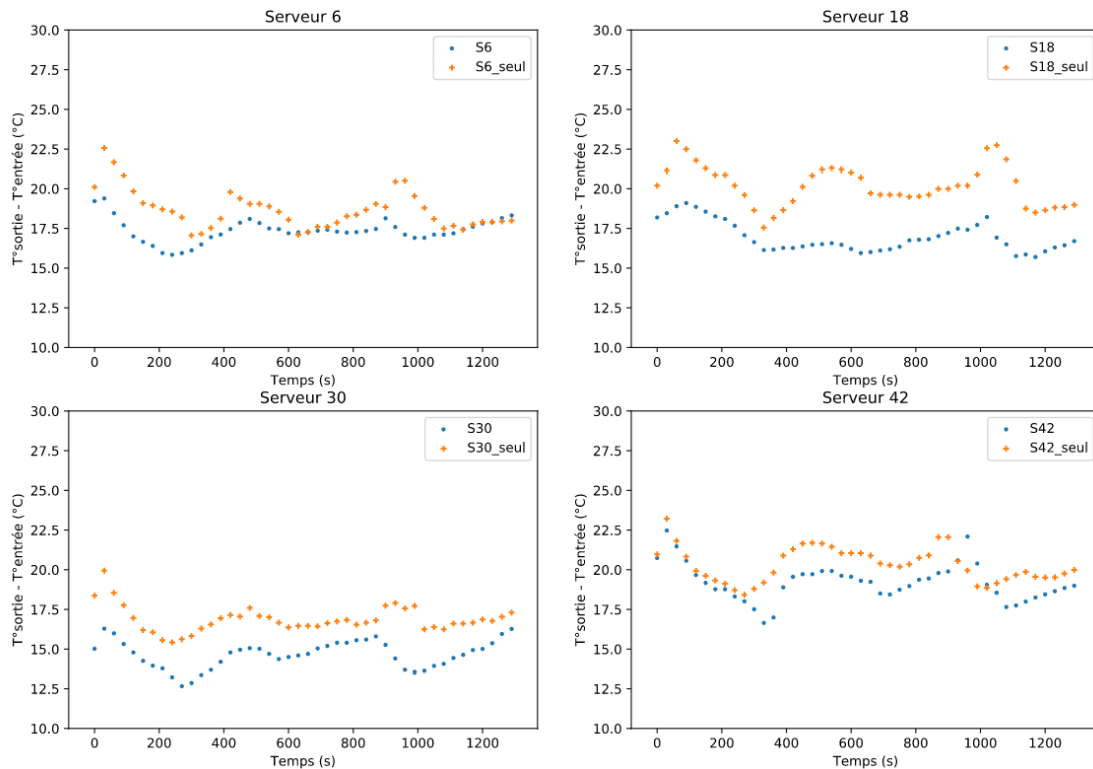 Serveur 6
T°sortie - T°entrée (°C)
30.0
27.5
25.0
22.5
20.0
17.5
15.0
12.5
10.0
S6
S6_seul
0 200 400 600 800 1000 1200
Temps (s)
Serveur 18
T°sortie - T°entrée (°C)
30.0
27.5
25.0
22.5
20.0
17.5
15.0
12.5
10.0
S18
S18_seul
0 200 400 600 800 1000 1200
Temps (s)
Serveur 30
T°sortie - T°entrée (°C)
30.0
27.5
25.0
22.5
20.0
17.5
15.0
12.5
10.0
S30
S30_seul
0 200 400 600 800 1000 1200
Temps (s)
Serveur 42
T°sortie - T°entrée (°C)
30.0
27.5
25.0
22.5
20.0
17.5
15.0
12.5
10.0
S42
S42_seul
0 200 400 600 800 1000 1200
Temps (s)